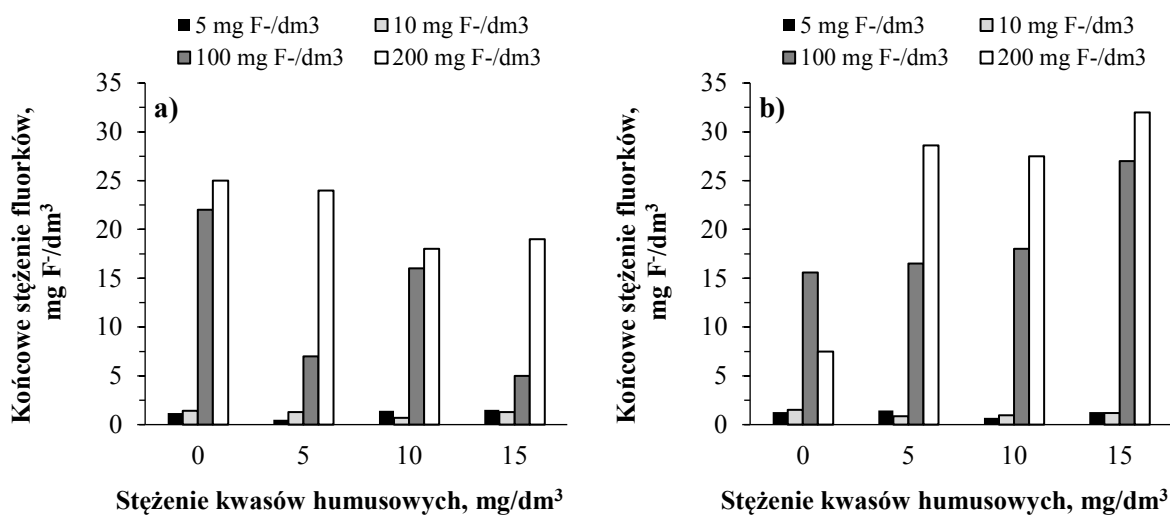 5 mg F-/dm3 10 mg F-/dm3
100 mg F-/dm3 200 mg F-/dm3
a)
Końcowe stężenie fluorków,
mg F-/dm³
35
30
25
20
15
10
5
0
0 5 10 15
Stężenie kwasów humusowych, mg/dm³
5 mg F-/dm3 10 mg F-/dm3
100 mg F-/dm3 200 mg F-/dm3
b)
Końcowe stężenie fluorków,
mg F-/dm³
35
30
25
20
15
10
5
0
0 5 10 15
Stężenie kwasów humusowych, mg/dm³